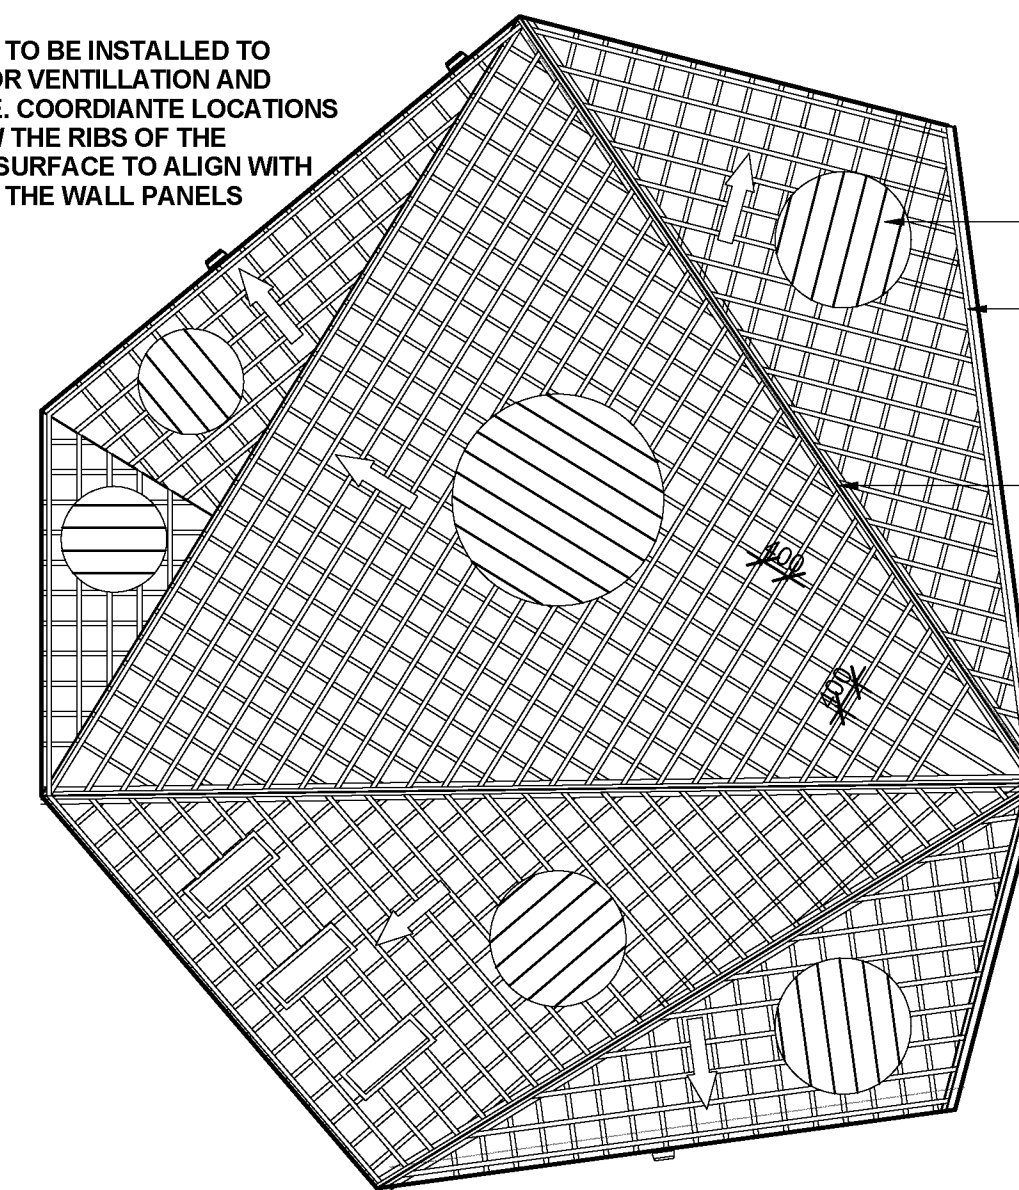 TO BE INSTALLED TO
OR VENTILLATION AND
E. COORDIANTE LOCATIONS
THE RIBS OF THE
SURFACE TO ALIGN WITH
THE WALL PANELS
400
400